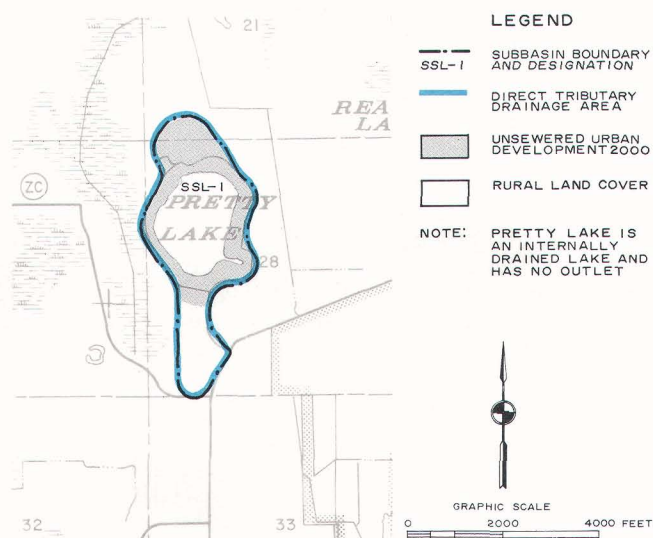 21
REA
LA
ZC
SSL-1
PRETTY
LAKE
28
32
33
LEGEND
SSL-1
SUBBASIN BOUNDARY
AND DESIGNATION
DIRECT TRIBUTARY
DRAINAGE AREA
UNSEWERED URBAN
DEVELOPMENT 2000
RURAL LAND COVER
NOTE: PRETTY LAKE IS
AN INTERNALLY
DRAINED LAKE AND
HAS NO OUTLET
GRAPHIC SCALE
0 2000 4000 FEET